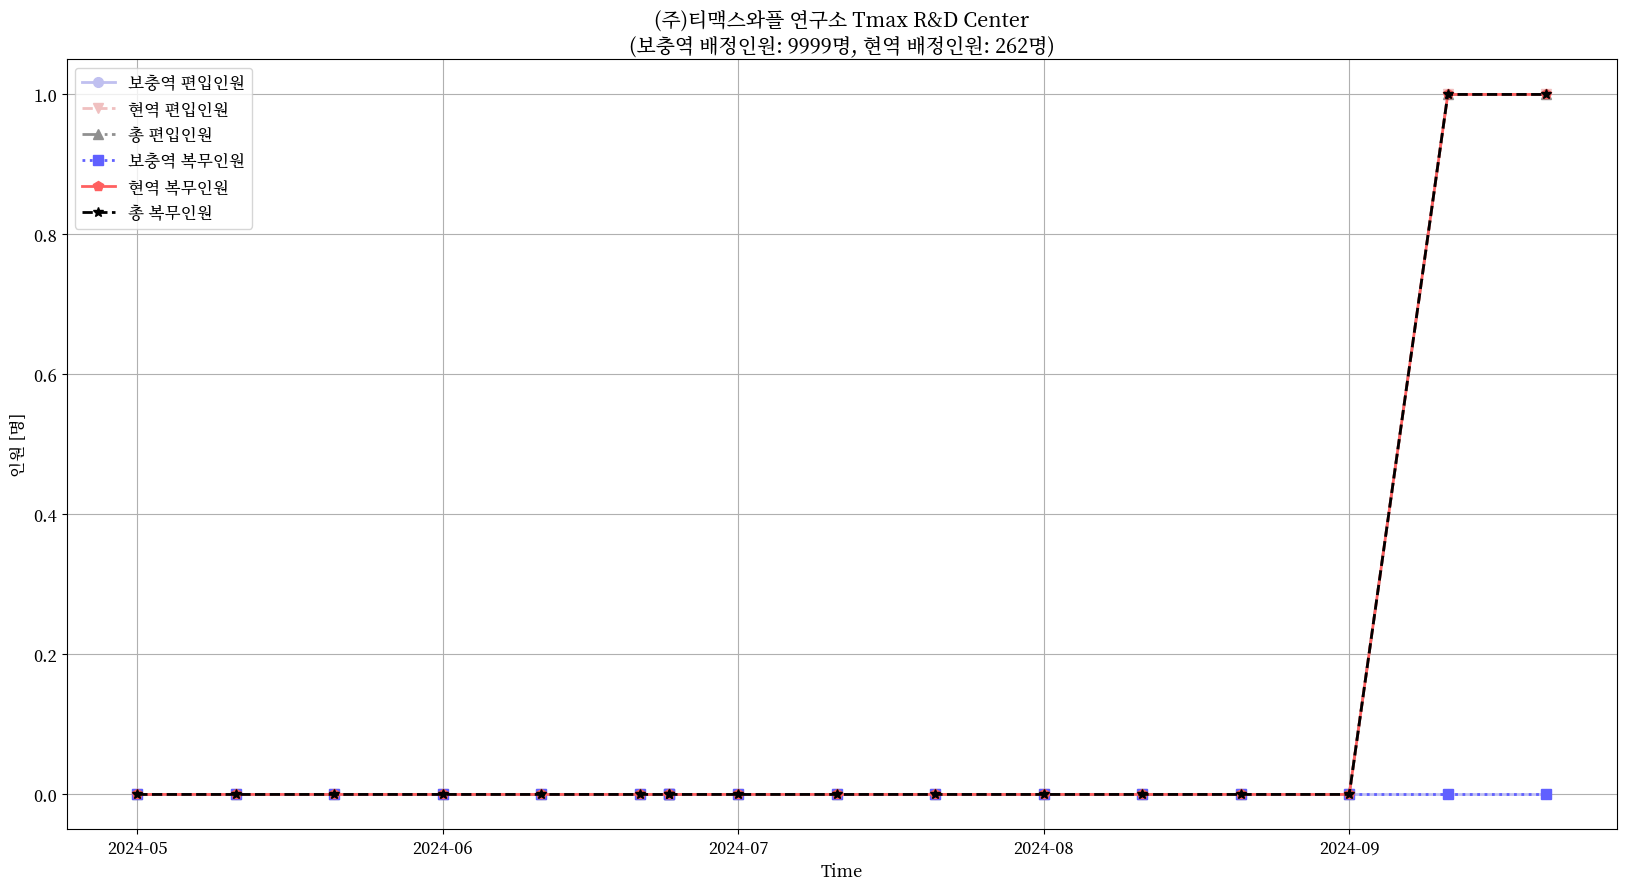 (주)티맥스와플 연구소 Tmax R&D Center
(보충역 배정인원: 9999명, 현역 배정인원: 262명)
보충역 편입인원
현역 편입인원
총 편입인원
보충역 복무인원
현역 복무인원
총 복무인원
1.0
0.8
0.6
0.4
0.2
0.0
인원 [명]
2024-05
2024-06
2024-07
2024-08
2024-09
Time